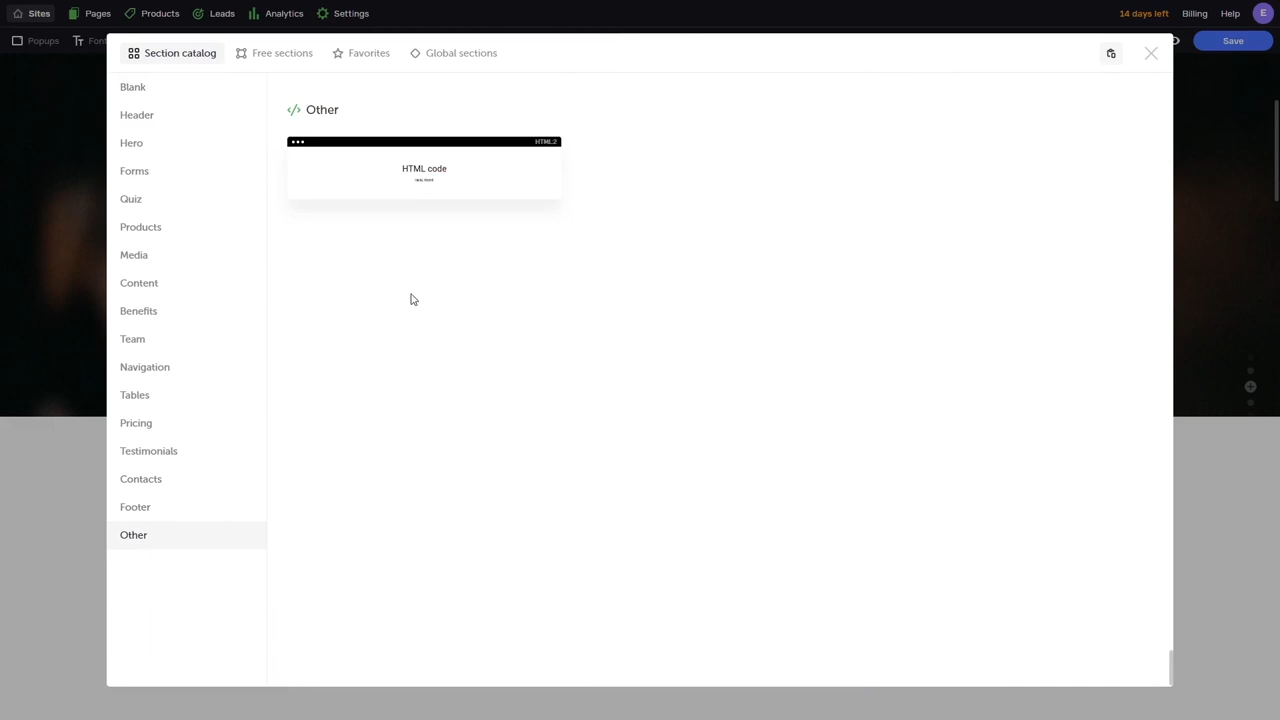 Sites Pages Products Leads Analytics Settings 14 days left Billing Help E
Popups Font Save
Section catalog Free sections Favorites Global sections
Blank
Header
Hero
Forms
Quiz
Products
Media
Content
Benefits
Team
Navigation
Tables
Pricing
Testimonials
Contacts
Footer
Other
</> Other
HTML2
HTML code